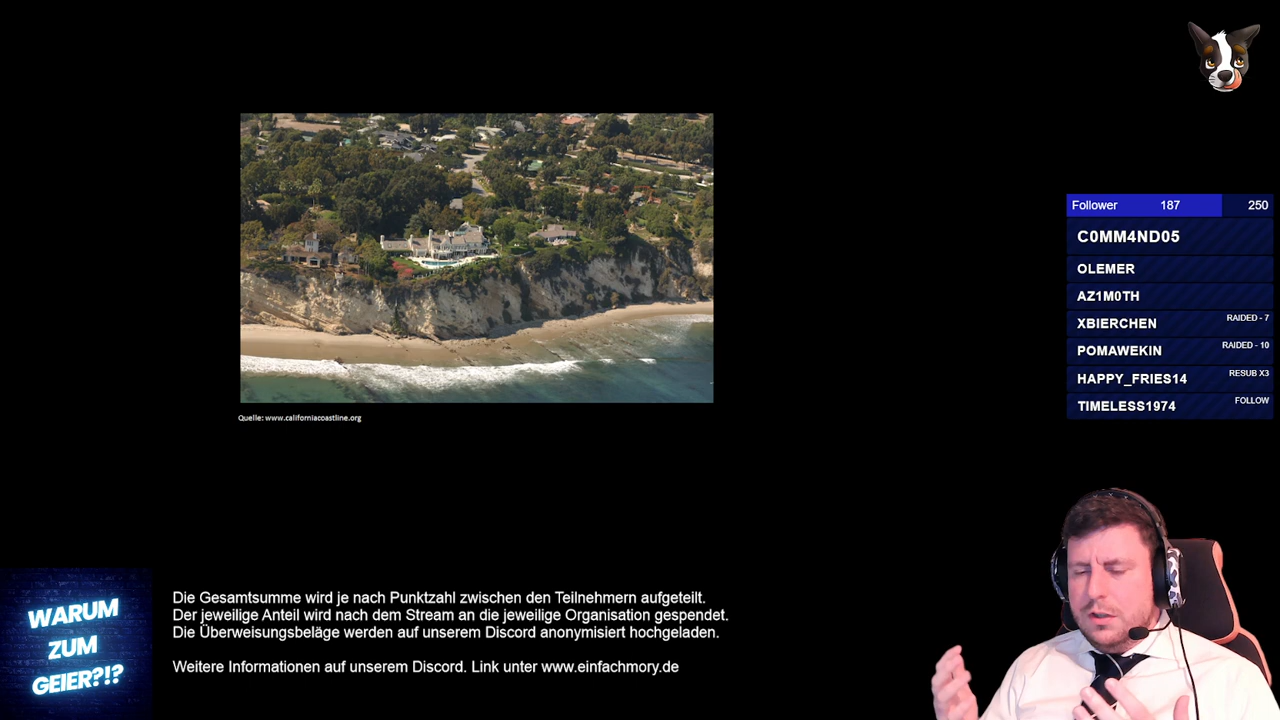 Follower 187 250
C0MM4ND05
OLEMER
AZ1M0TH
XBIERCHEN RAIDED - 7
POMAWEKIN RAIDED - 10
HAPPY_FRIES14 RESUB X3
TIMELESS1974 FOLLOW
Quelle: www.californiacoastline.org
WARUM
ZUM
GEIER?!?
Die Gesamtsumme wird je nach Punktzahl zwischen den Teilnehmern aufgeteilt.
Der jeweilige Anteil wird nach dem Stream an die jeweilige Organisation gespendet.
Die Überweisungsbeläge werden auf unserem Discord anonymisiert hochgeladen.
Weitere Informationen auf unserem Discord. Link unter www.einfachmory.de